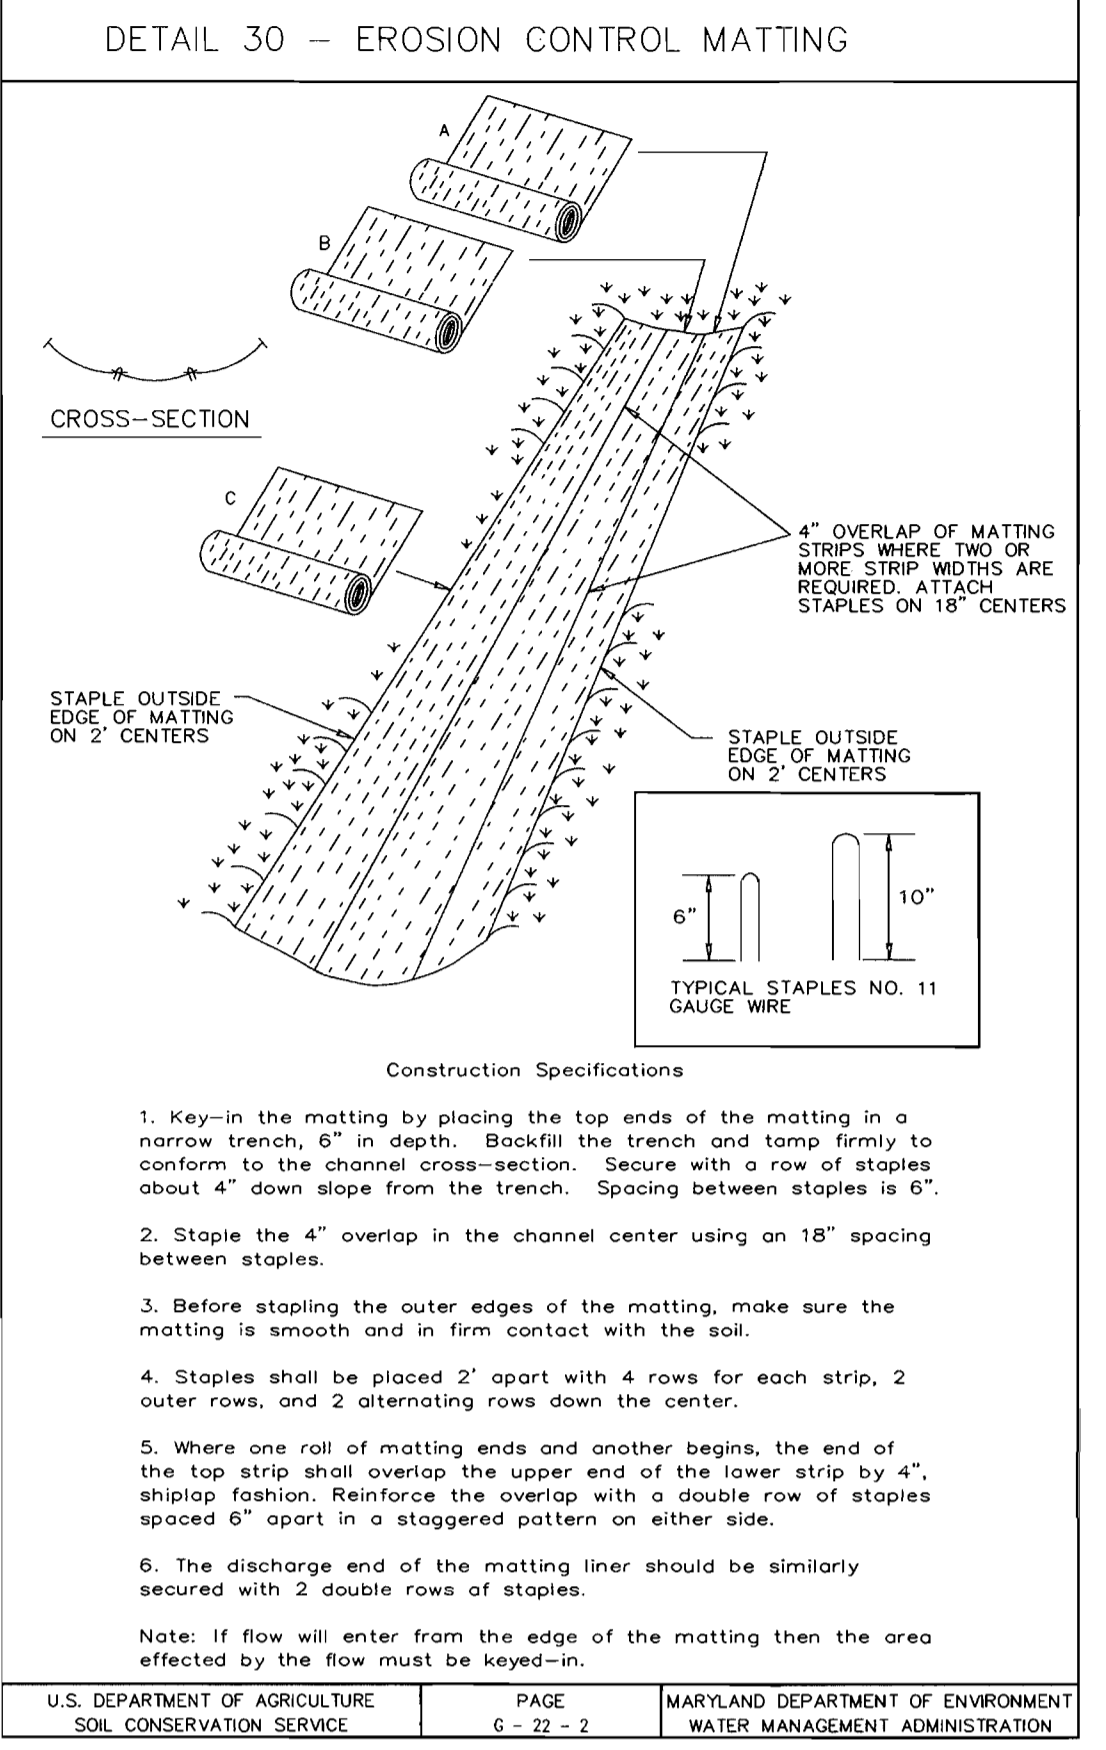 DETAIL 30 – EROSION CONTROL MATTING
A
B
CROSS–SECTION
C
4" OVERLAP OF MATTING
STRIPS WHERE TWO OR
MORE STRIP WIDTHS ARE
REQUIRED. ATTACH
STAPLES ON 18" CENTERS
STAPLE OUTSIDE
EDGE OF MATTING
ON 2' CENTERS
STAPLE OUTSIDE
EDGE OF MATTING
ON 2' CENTERS
6"
10"
TYPICAL STAPLES NO. 11
GAUGE WIRE
Construction Specifications
1. Key–in the matting by placing the top ends of the matting in a
narrow trench, 6" in depth. Backfill the trench and tamp firmly to
conform to the channel cross–section. Secure with a row of staples
about 4" down slope from the trench. Spacing between staples is 6".
2. Staple the 4" overlap in the channel center using an 18" spacing
between staples.
3. Before stapling the outer edges of the matting, make sure the
matting is smooth and in firm contact with the soil.
4. Staples shall be placed 2' apart with 4 rows for each strip, 2
outer rows, and 2 alternating rows down the center.
5. Where one roll of matting ends and another begins, the end of
the top strip shall overlap the upper end of the lower strip by 4",
shiplap fashion. Reinforce the overlap with a double row of staples
spaced 6" apart in a staggered pattern on either side.
6. The discharge end of the matting liner should be similarly
secured with 2 double rows of staples.
Note: If flow will enter from the edge of the matting then the area
effected by the flow must be keyed–in.
U.S. DEPARTMENT OF AGRICULTURE
SOIL CONSERVATION SERVICE
PAGE
G – 22 – 2
MARYLAND DEPARTMENT OF ENVIRONMENT
WATER MANAGEMENT ADMINISTRATION